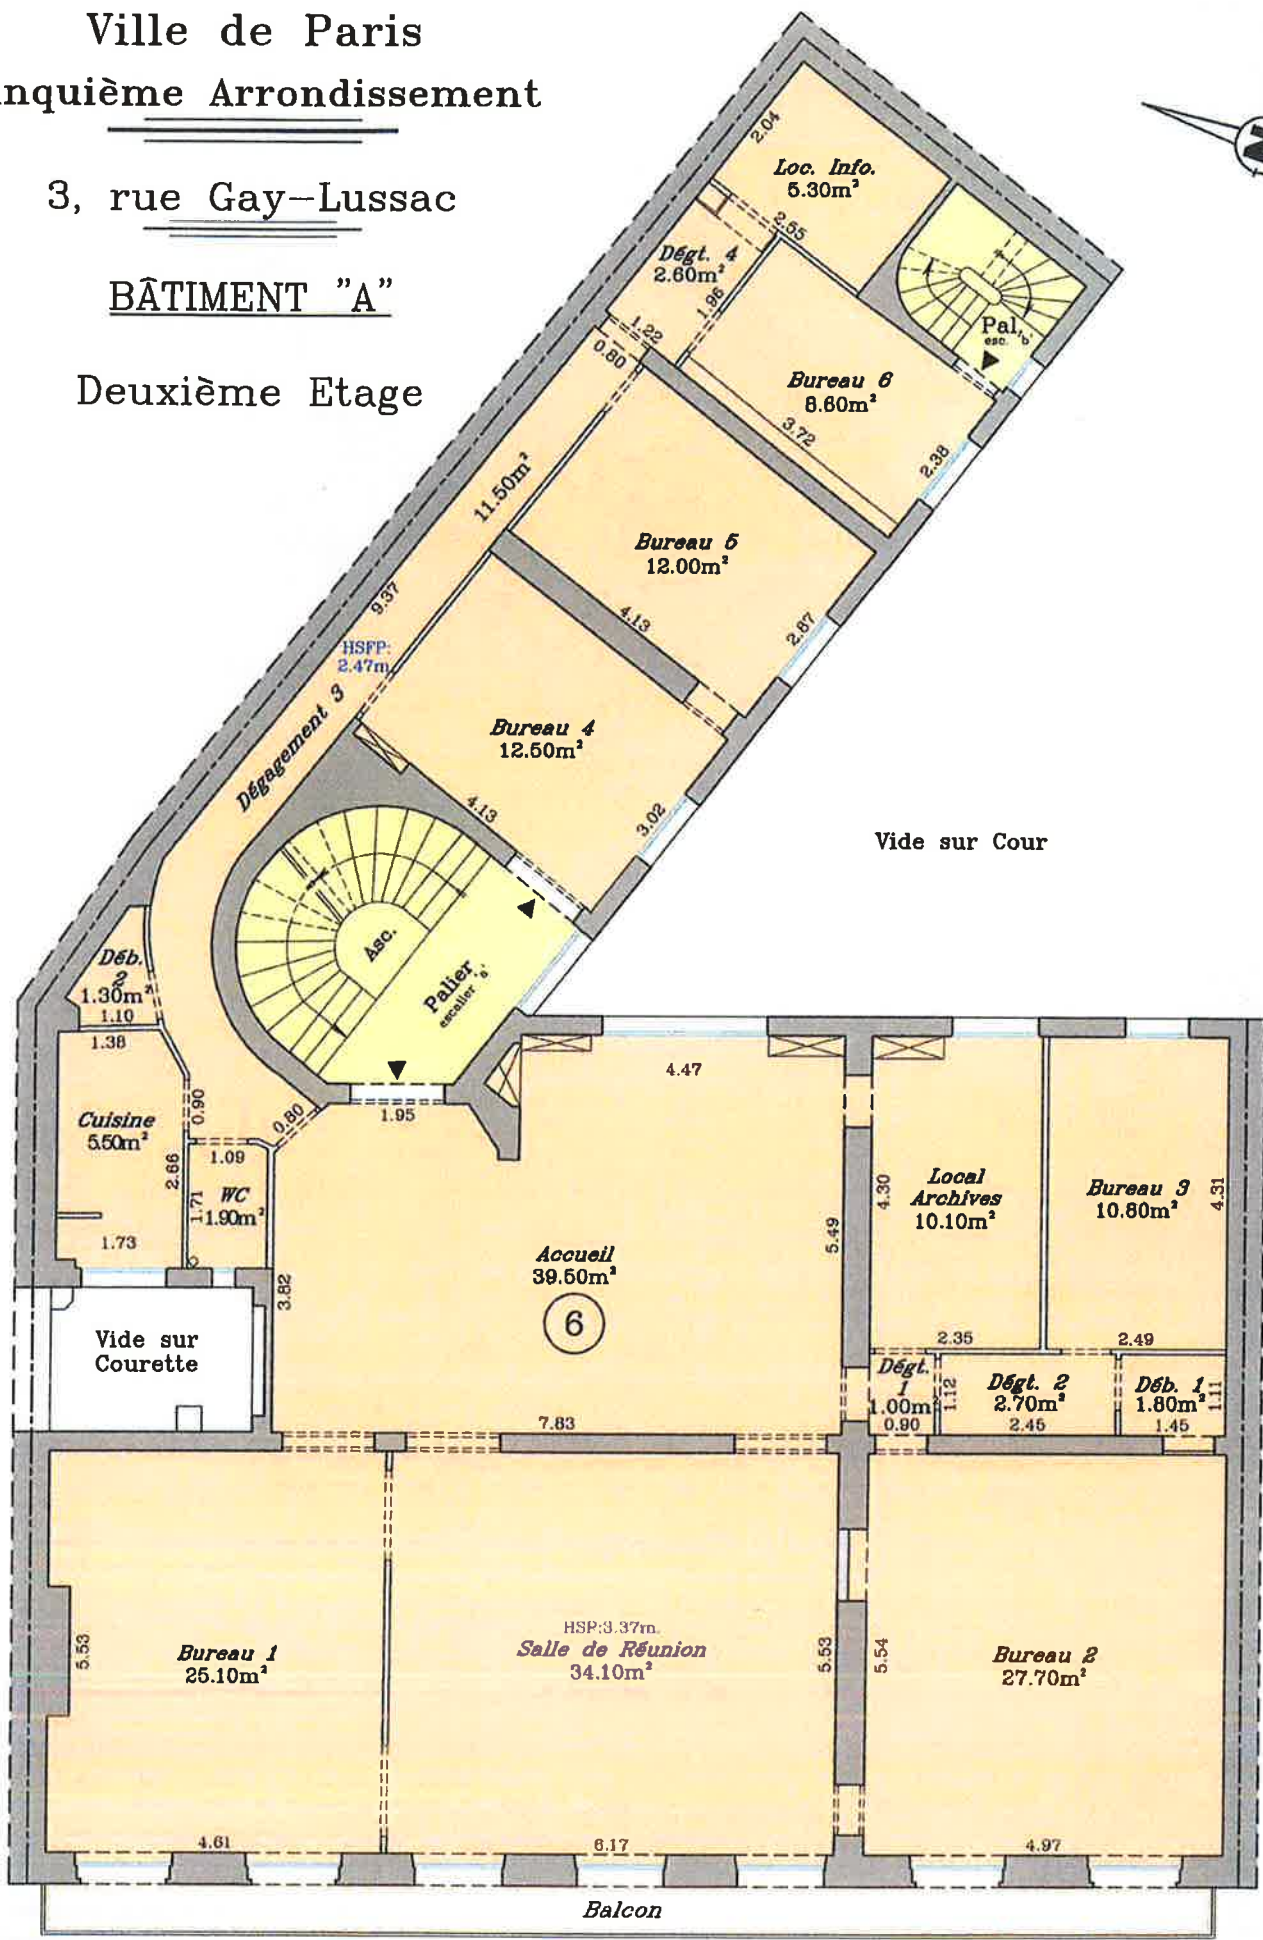 Ville de Paris
inquième Arrondissement
3, rue Gay-Lussac
BÂTIMENT "A"
Deuxième Etage
N
2.04
Loc. Info.
5.30m²
2.55
Dégt. 4
2.60m²
1.96
1.22
0.80
Pal. 'b'
esc.
Bureau 6
8.60m²
3.72
2.38
11.50m²
Bureau 5
12.00m²
4.13
2.87
9.37
HSFP:
2.47m
Dégagement 3
Bureau 4
12.50m²
4.13
3.02
Vide sur Cour
Asc.
Palier
escalier 'a'
Déb.
2
1.30m²
1.10
1.38
Cuisine
5.50m²
0.90
2.66
1.73
0.80
1.09
WC
1.90m²
1.71
1.95
4.47
Accueil
39.50m²
6
5.49
3.82
7.83
Vide sur
Courette
4.30
Local
Archives
10.10m²
2.35
Bureau 3
10.80m²
4.31
2.49
Dégt.
1
1.00m²
0.90
1.12
Dégt. 2
2.70m²
2.45
Déb. 1
1.80m²
1.45
1.11
5.53
Bureau 1
25.10m²
4.61
HSP:3.37m.
Salle de Réunion
34.10m²
5.53
6.17
5.54
Bureau 2
27.70m²
4.97
Balcon